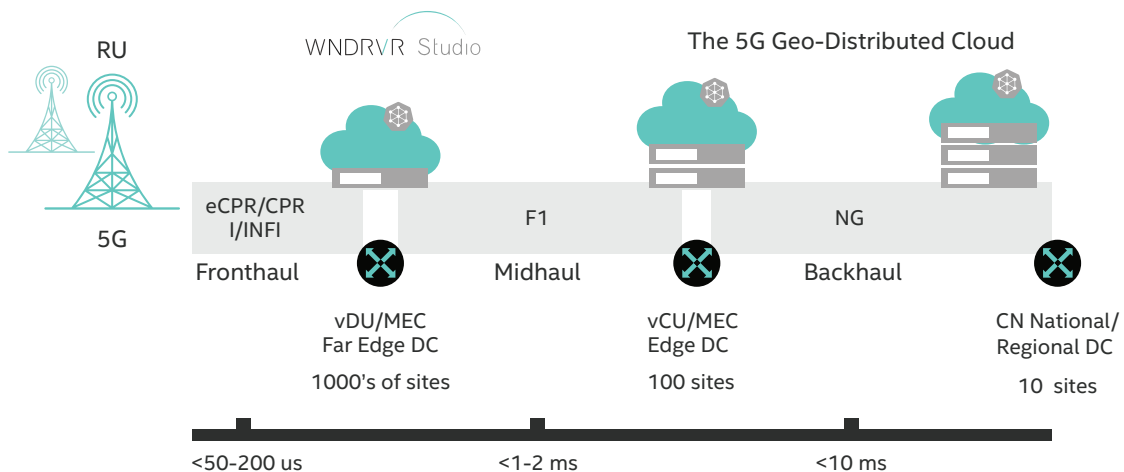 RU
WNDRVR Studio
The 5G Geo-Distributed Cloud
5G
eCPR/CPR
I/INFI
F1
NG
Fronthaul
Midhaul
Backhaul
vDU/MEC
Far Edge DC
1000's of sites
vCU/MEC
Edge DC
100 sites
CN National/
Regional DC
10 sites
<50-200 us
<1-2 ms
<10 ms